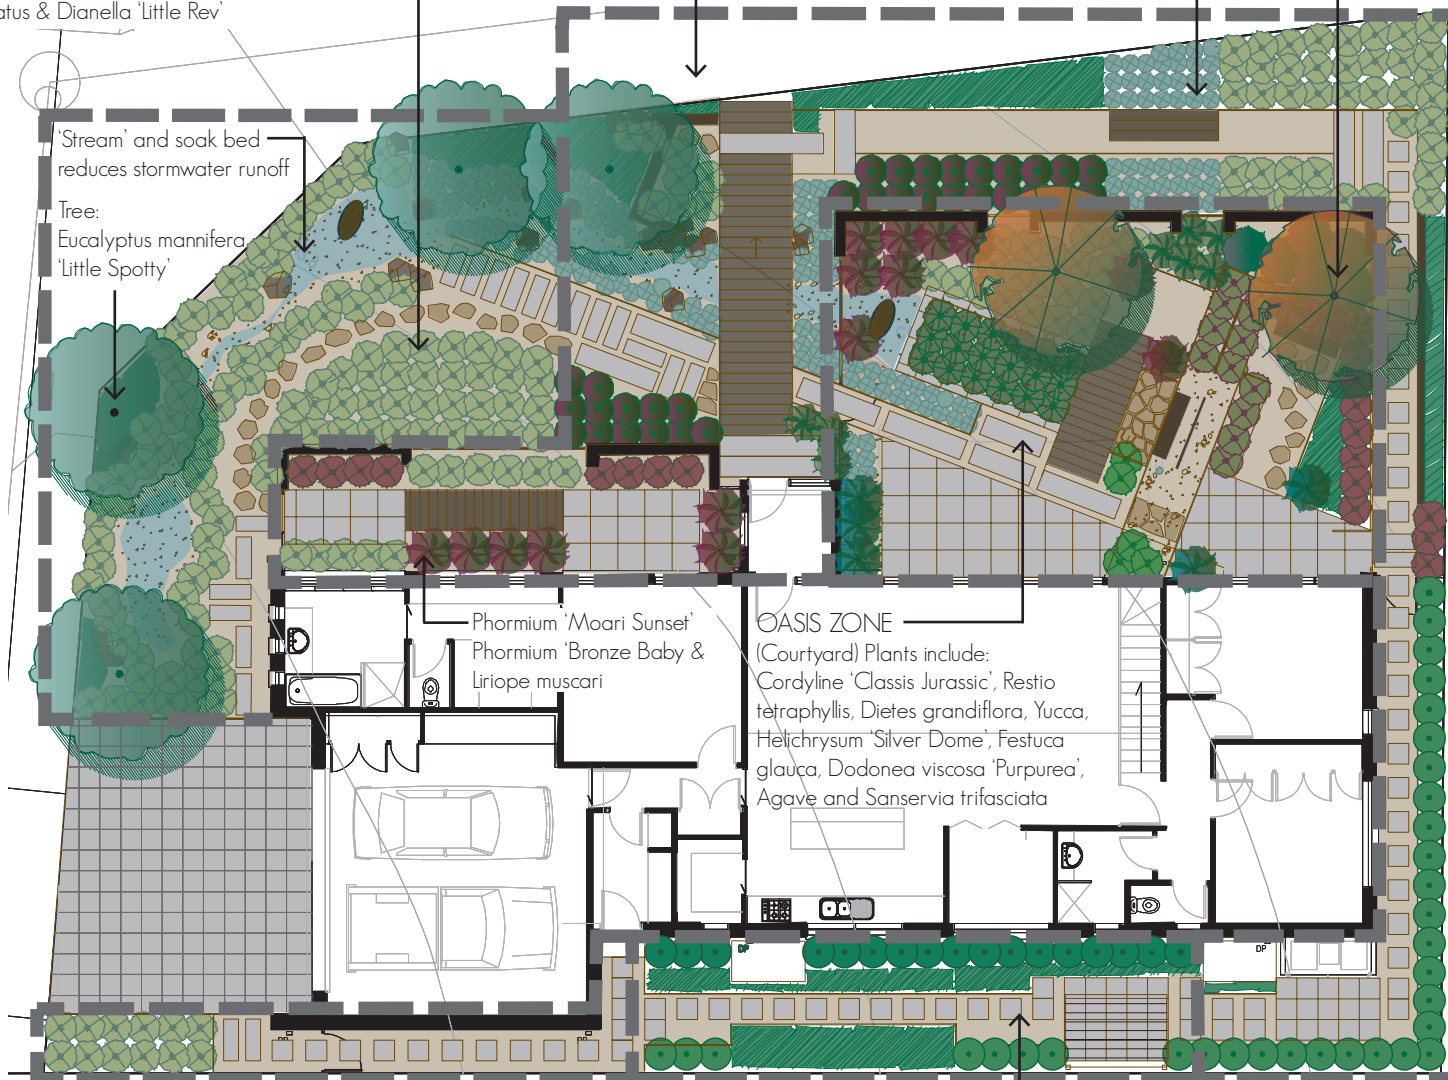 & Dianella ‘Little Rev’
‘Stream’ and soak bed
reduces stormwater runoff
Tree:
Eucalyptus mannifera
‘Little Spotty’
Phormium ‘Moari Sunset’
Phormium ‘Bronze Baby &
Liriope muscari
OASIS ZONE
(Courtyard) Plants include:
Cordyline ‘Classis Jurassic’, Restio
tetraphyllis, Dietes grandiflora, Yucca,
Helichrysum ‘Silver Dome’, Festuca
glauca, Dodonea viscosa ‘Purpurea’,
Agave and Sanservia trifasciata
DP
DP